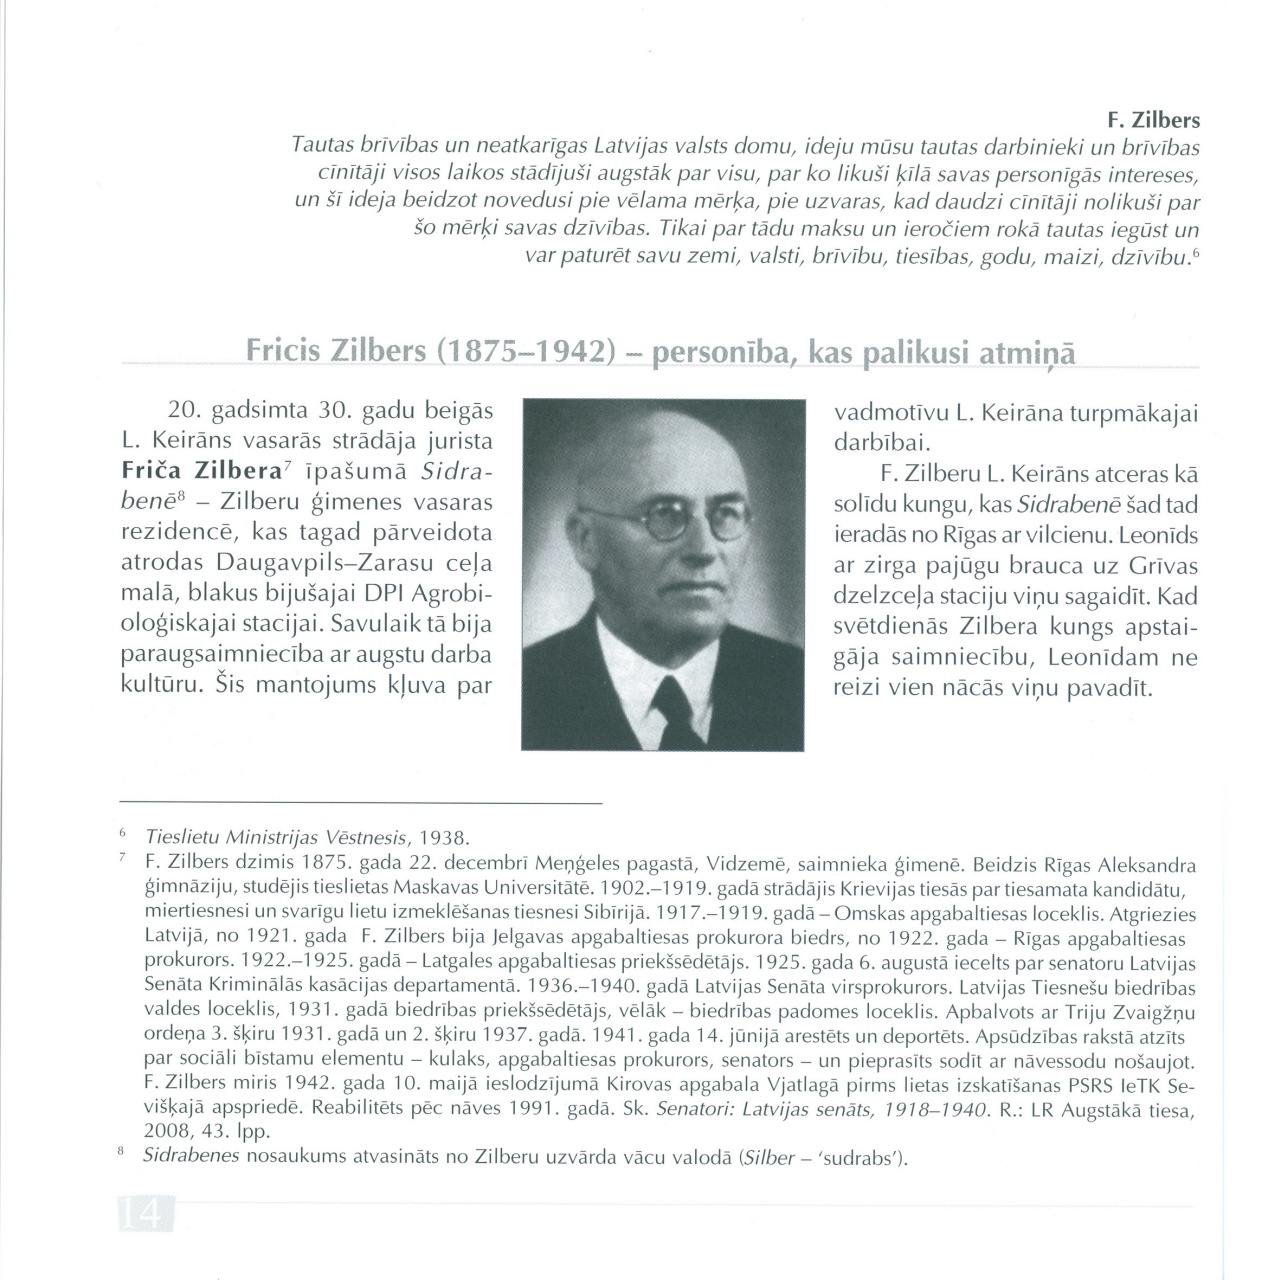 F. Zilbers
Tautas brīvības un neatkarīgas Latvijas valsts domu, ideju mūsu tautas darbinieki un brīvības
cīnītāji visos laikos stādījuši augstāk par visu, par ko likuši ķīlā savas personīgās intereses,
un šī ideja beidzot novedusi pie vēlama mērķa, pie uzvaras, kad daudzi cīnītāji nolikuši par
šo mērķi savas dzīvības. Tikai par tādu maksu un ieročiem rokā tautas iegūst un
var paturēt savu zemi, valsti, brīvību, tiesības, godu, maizi, dzīvību.⁶
Fricis Zilbers (1875–1942) – personība, kas palikusi atmiņā
20. gadsimta 30. gadu beigās
L. Keirāns vasarās strādāja jurista
Friča Zilbera⁷ īpašumā Sidra-
benē⁸ – Zilberu ģimenes vasaras
rezidencē, kas tagad pārveidota
atrodas Daugavpils–Zarasu ceļa
malā, blakus bijušajai DPI Agrobi-
oloģiskajai stacijai. Savulaik tā bija
paraugsaimniecība ar augstu darba
kultūru. Šis mantojums kļuva par
vadmotīvu L. Keirāna turpmākajai
darbībai.
F. Zilberu L. Keirāns atceras kā
solīdu kungu, kas Sidrabenē šad tad
ieradās no Rīgas ar vilcienu. Leonīds
ar zirga pajūgu brauca uz Grīvas
dzelzceļa staciju viņu sagaidīt. Kad
svētdienās Zilbera kungs apstai-
gāja saimniecību, Leonīdam ne
reizi vien nācās viņu pavadīt.
⁶ Tieslietu Ministrijas Vēstnesis, 1938.
⁷ F. Zilbers dzimis 1875. gada 22. decembrī Meņģeles pagastā, Vidzemē, saimnieka ģimenē. Beidzis Rīgas Aleksandra
ģimnāziju, studējis tieslietas Maskavas Universitātē. 1902.–1919. gadā strādājis Krievijas tiesās par tiesamata kandidātu,
miertiesnesi un svarīgu lietu izmeklēšanas tiesnesi Sibīrijā. 1917.–1919. gadā – Omskas apgabaltiesas loceklis. Atgriezies
Latvijā, no 1921. gada F. Zilbers bija Jelgavas apgabaltiesas prokurora biedrs, no 1922. gada – Rīgas apgabaltiesas
prokurors. 1922.–1925. gadā – Latgales apgabaltiesas priekšsēdētājs. 1925. gada 6. augustā iecelts par senatoru Latvijas
Senāta Kriminālās kasācijas departamentā. 1936.–1940. gadā Latvijas Senāta virsprokurors. Latvijas Tiesnešu biedrības
valdes loceklis, 1931. gadā biedrības priekšsēdētājs, vēlāk – biedrības padomes loceklis. Apbalvots ar Triju Zvaigžņu
ordeņa 3. šķiru 1931. gadā un 2. šķiru 1937. gadā. 1941. gada 14. jūnijā arestēts un deportēts. Apsūdzības rakstā atzīts
par sociāli bīstamu elementu – kulaks, apgabaltiesas prokurors, senators – un pieprasīts sodīt ar nāvessodu nošaujot.
F. Zilbers miris 1942. gada 10. maijā ieslodzījumā Kirovas apgabala Vjatlagā pirms lietas izskatīšanas PSRS IeTK Se-
višķajā apspriedē. Reabilitēts pēc nāves 1991. gadā. Sk. Senatori: Latvijas senāts, 1918–1940. R.: LR Augstākā tiesa,
2008, 43. lpp.
⁸ Sidrabenes nosaukums atvasināts no Zilberu uzvārda vācu valodā (Silber – ‘sudrabs’).
14